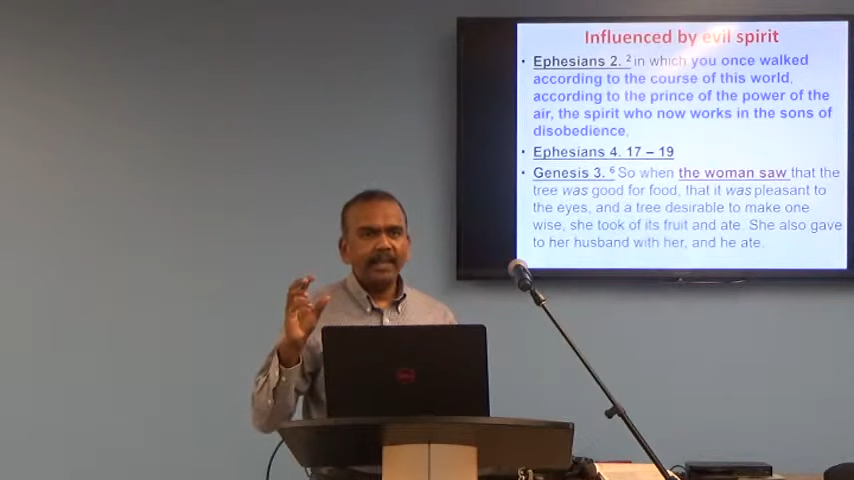 Influenced by evil spirit
• Ephesians 2. 2 in which you once walked
according to the course of this world,
according to the prince of the power of the
air, the spirit who now works in the sons of
disobedience,
• Ephesians 4. 17 – 19
• Genesis 3. 6 So when the woman saw that the
tree was good for food, that it was pleasant to
the eyes, and a tree desirable to make one
wise, she took of its fruit and ate. She also gave
to her husband with her, and he ate.
DELL